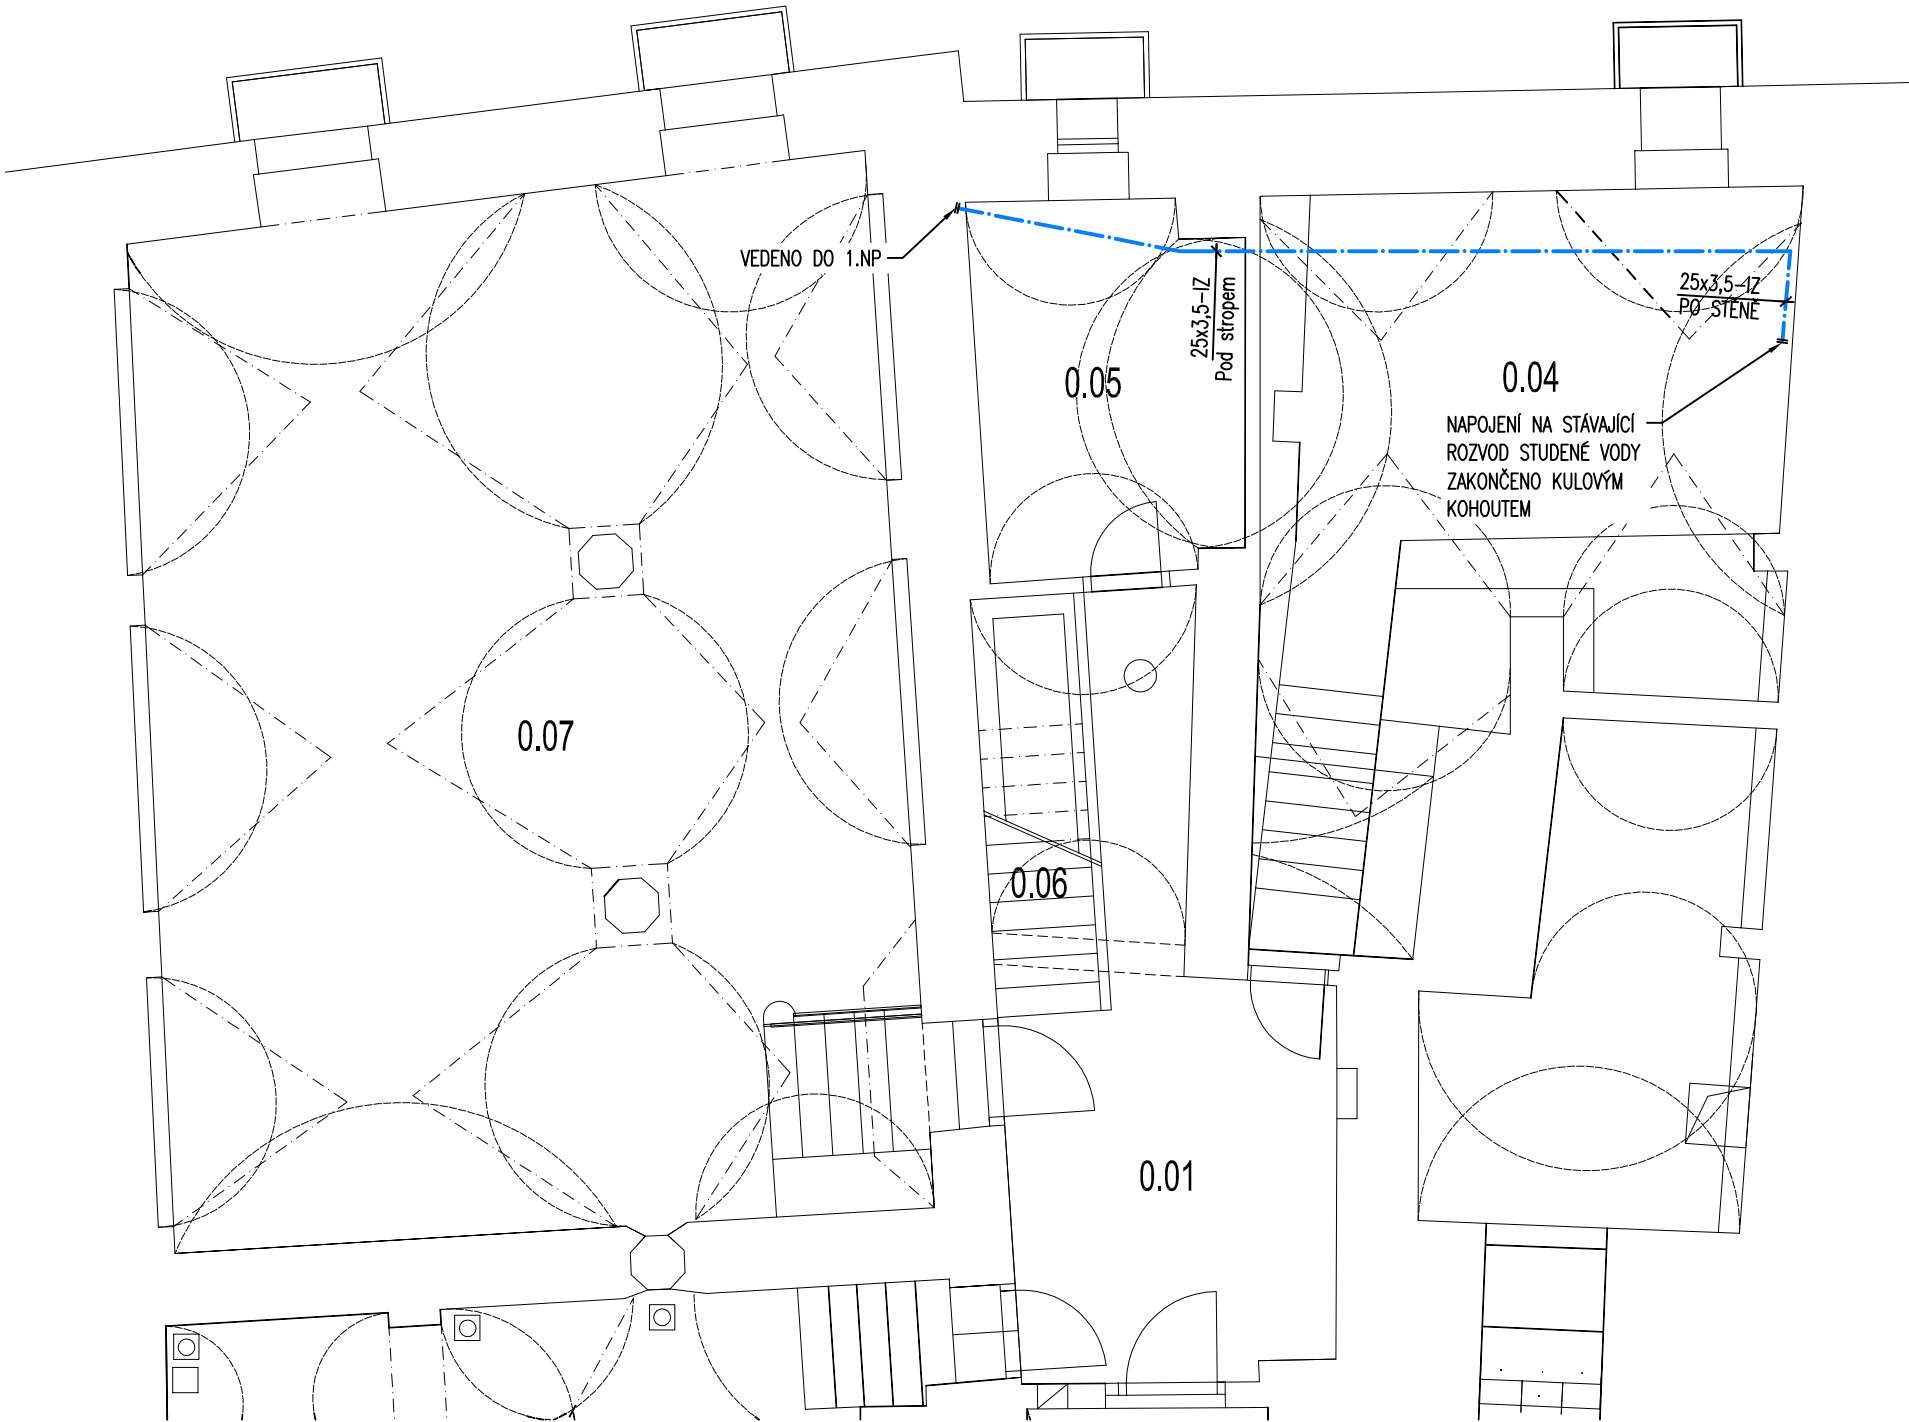 VEDENO DO 1.NP
25x3,5-IZ
Pod stropem
25x3,5-IZ
PO STĚNĚ
0.05
0.04
NAPOJENÍ NA STÁVAJÍCÍ
ROZVOD STUDENÉ VODY
ZAKONČENO KULOVÝM
KOHOUTEM
0.07
0.06
0.01